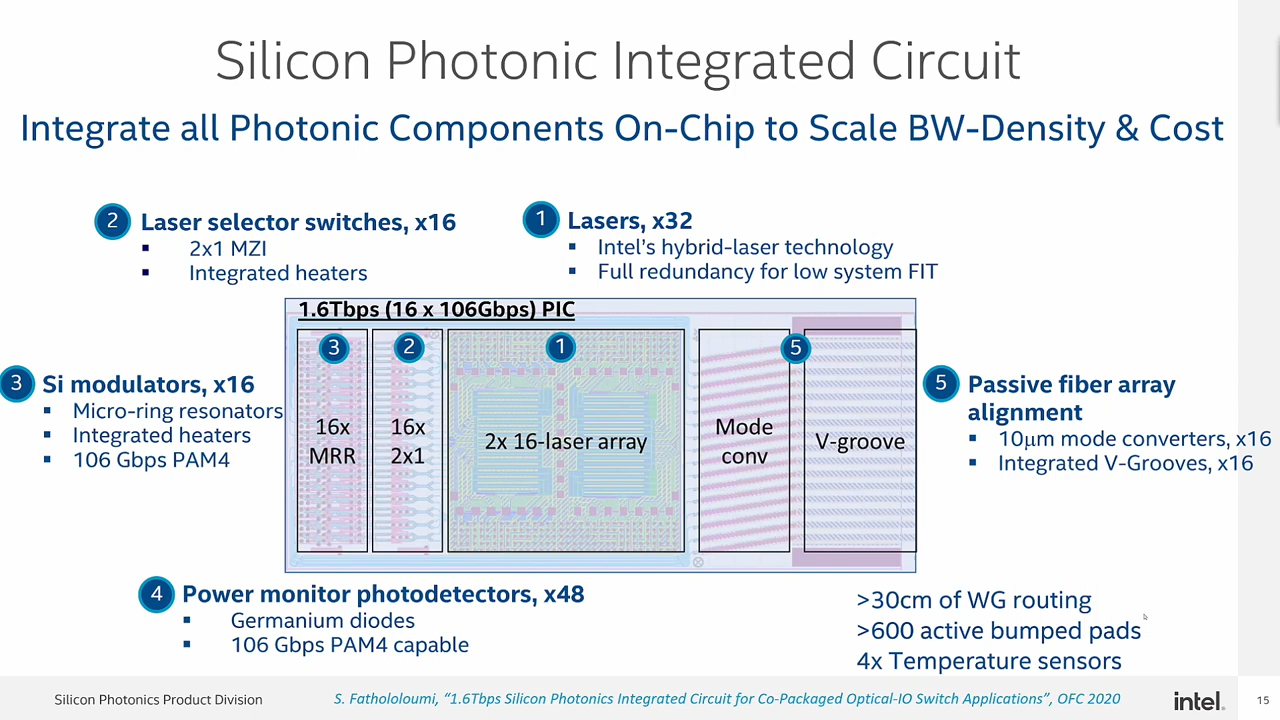 Silicon Photonic Integrated Circuit
Integrate all Photonic Components On-Chip to Scale BW-Density & Cost
2 Laser selector switches, x16
▪ 2x1 MZI
▪ Integrated heaters
1 Lasers, x32
▪ Intel's hybrid-laser technology
▪ Full redundancy for low system FIT
1.6Tbps (16 x 106Gbps) PIC
3 2 1 5
16x
MRR
16x
2x1
2x 16-laser array
Mode
conv
V-groove
3 Si modulators, x16
▪ Micro-ring resonators
▪ Integrated heaters
▪ 106 Gbps PAM4
5 Passive fiber array
alignment
▪ 10μm mode converters, x16
▪ Integrated V-Grooves, x16
4 Power monitor photodetectors, x48
▪ Germanium diodes
▪ 106 Gbps PAM4 capable
>30cm of WG routing
>600 active bumped pads
4x Temperature sensors
Silicon Photonics Product Division
S. Fathololoumi, "1.6Tbps Silicon Photonics Integrated Circuit for Co-Packaged Optical-IO Switch Applications", OFC 2020
intel.
15